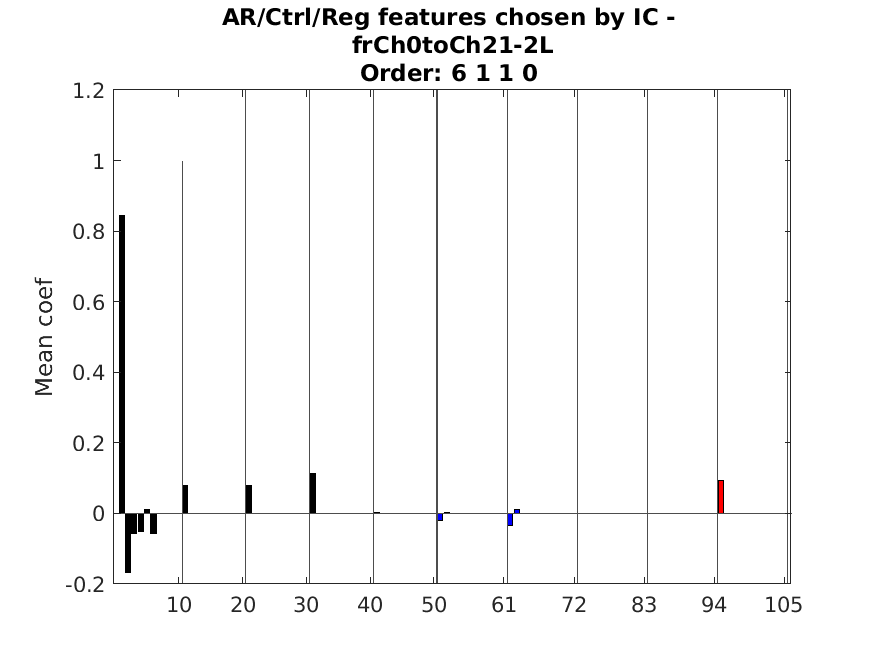 AR/Ctrl/Reg features chosen by IC -
frCh0toCh21-2L
Order: 6 1 1 0
1.2
1
0.8
0.6
0.4
0.2
0
-0.2
Mean coef
10 20 30 40 50 61 72 83 94 105